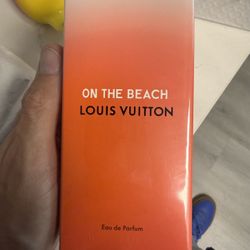 ON THE BEACH
LOUIS VUITTON
Eau de Parfum